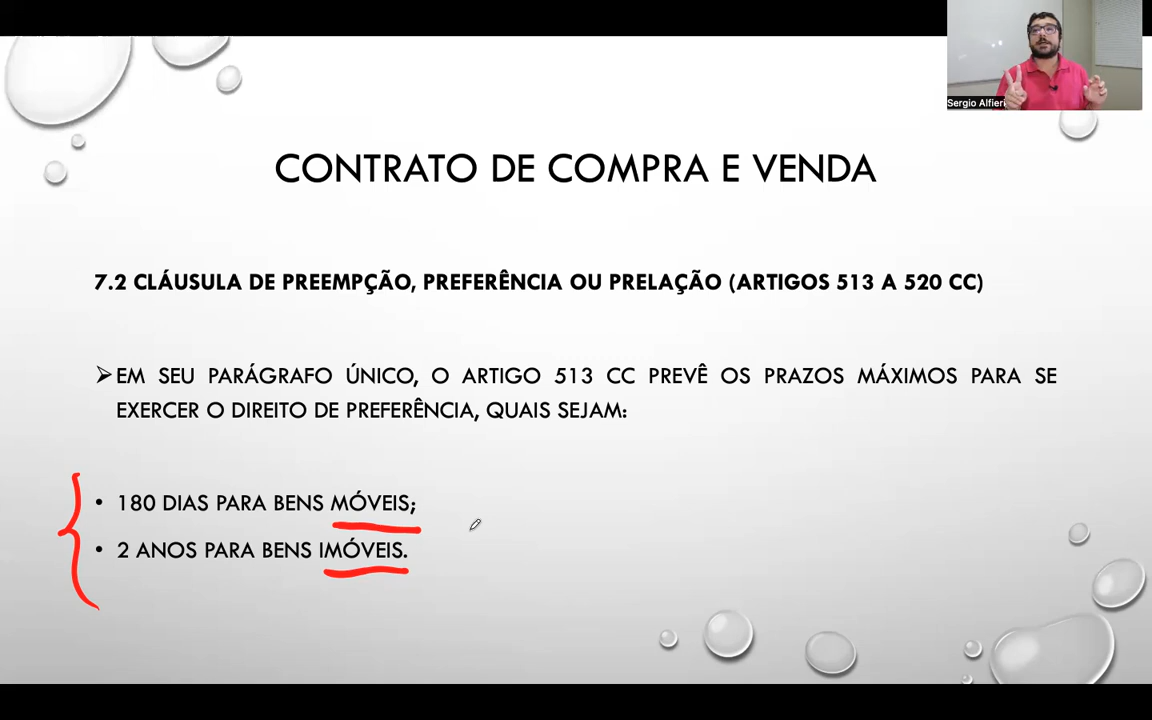 Sergio Alfieri
CONTRATO DE COMPRA E VENDA
7.2 CLÁUSULA DE PREEMPÇÃO, PREFERÊNCIA OU PRELAÇÃO (ARTIGOS 513 A 520 CC)
➢EM SEU PARÁGRAFO ÚNICO, O ARTIGO 513 CC PREVÊ OS PRAZOS MÁXIMOS PARA SE
EXERCER O DIREITO DE PREFERÊNCIA, QUAIS SEJAM:
• 180 DIAS PARA BENS MÓVEIS;
• 2 ANOS PARA BENS IMÓVEIS.